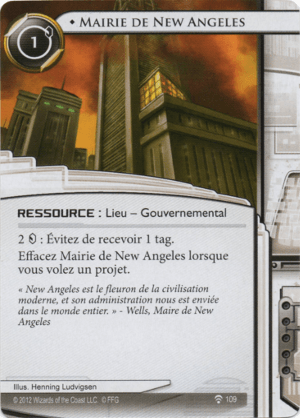 • MAIRIE DE NEW ANGELES
1
RESSOURCE : Lieu – Gouvernemental
2 : Évitez de recevoir 1 tag.
Effacez Mairie de New Angeles lorsque
vous volez un projet.
« New Angeles est le fleuron de la civilisation
moderne, et son administration nous est enviée
dans le monde entier. » - Wells, Maire de New
Angeles
Illus. Henning Ludvigsen
© 2012 Wizards of the Coast LLC © FFG
109